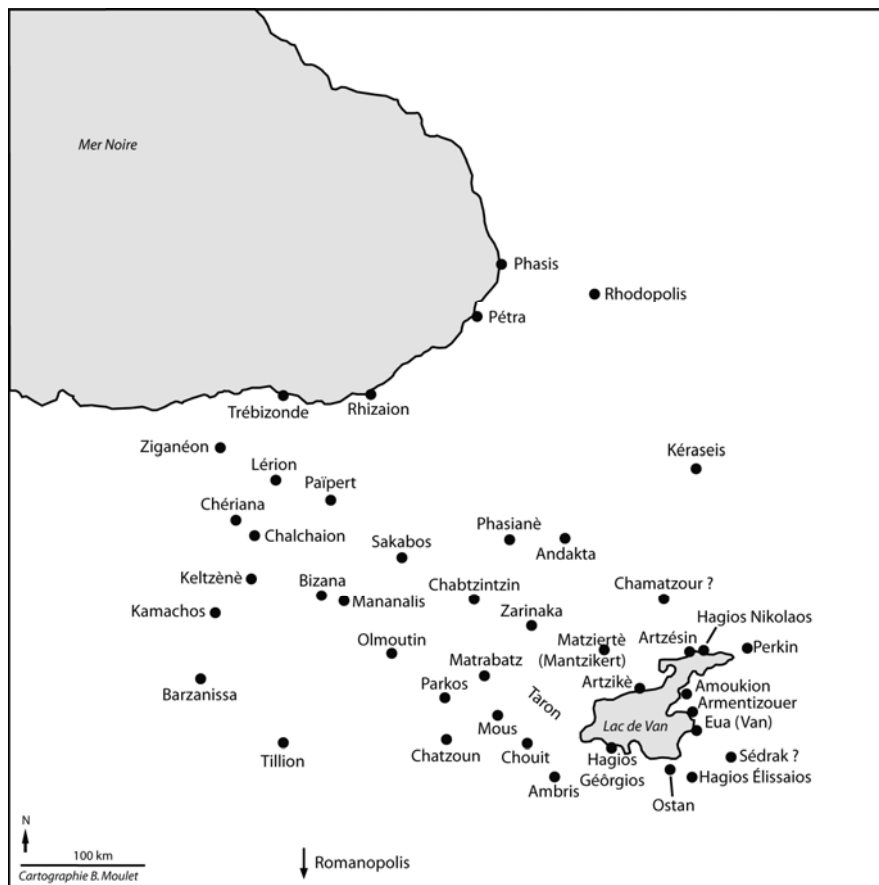 Mer Noire
Phasis
Rhodopolis
Pétra
Trébizonde
Rhizaion
Ziganéon
Kéraseis
Lérion
Païpert
Chériana
Chalchaion
Phasianè
Andakta
Sakabos
Keltzènè
Bizana
Mananalis
Chabtzintzin
Chamatzour ?
Kamachos
Zarinaka
Hagios Nikolaos
Olmoutin
Matziertè
(Mantzikert)
Artzésin
Perkin
Matrabatz
Barzanissa
Parkos
Taron
Artzikè
Amoukion
Armentizouer
Mous
Lac de Van
Eua (Van)
Tillion
Chatzoun
Chouit
Hagios
Géôrgios
Sédrak ?
Ambris
Ostan
Hagios Élissaios
N
100 km
Cartographie B. Moulet
Romanopolis